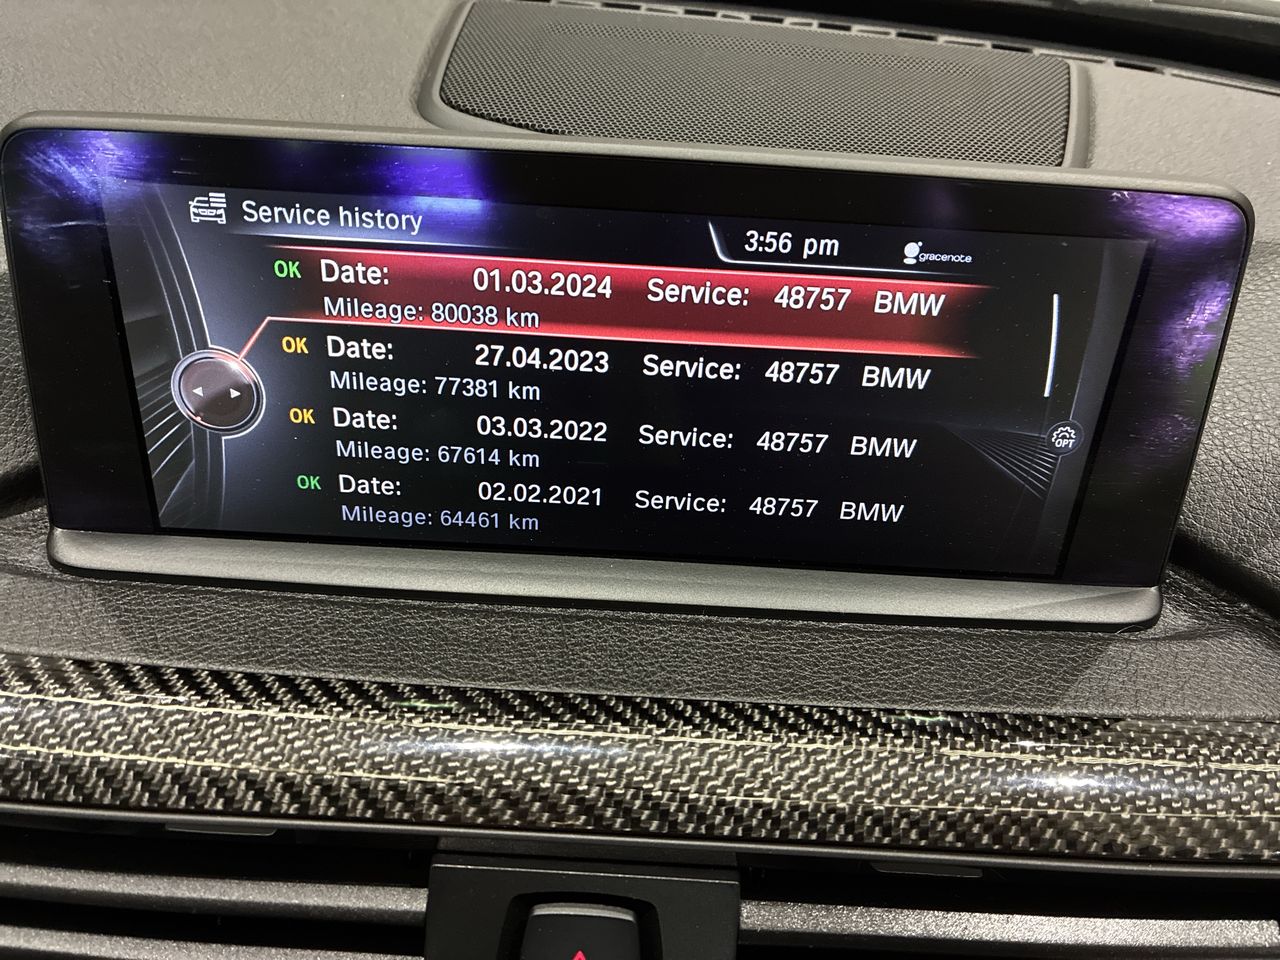 Service history
3:56 pm
gracenote
OK Date: 01.03.2024 Service: 48757 BMW
Mileage: 80038 km
OK Date: 27.04.2023 Service: 48757 BMW
Mileage: 77381 km
OK Date: 03.03.2022 Service: 48757 BMW
Mileage: 67614 km
OPT
OK Date: 02.02.2021 Service: 48757 BMW
Mileage: 64461 km